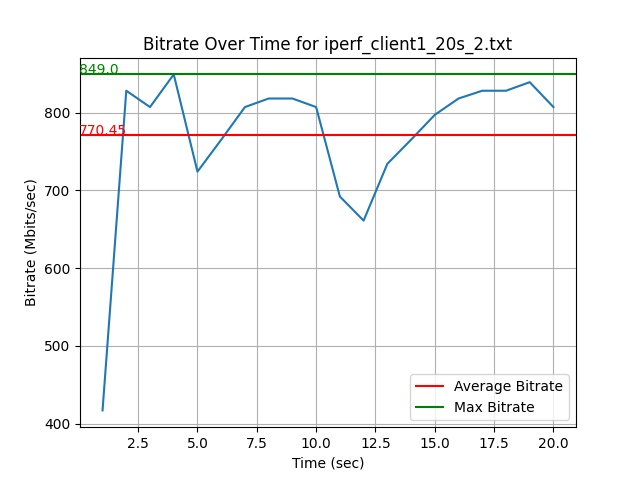 Bitrate Over Time for iperf_client1_20s_2.txt
849.0
770.45
800
700
600
500
400
Bitrate (Mbits/sec)
2.5 5.0 7.5 10.0 12.5 15.0 17.5 20.0
Time (sec)
Average Bitrate
Max Bitrate